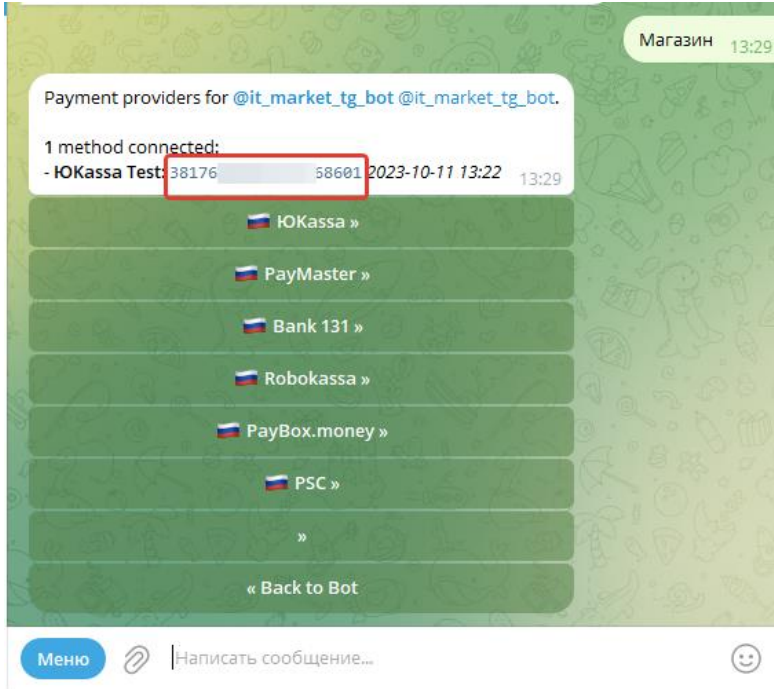 Магазин 13:29
Payment providers for @it_market_tg_bot @it_market_tg_bot.
1 method connected:
- ЮKassa Test: 38176 68601 2023-10-11 13:22 13:29
ЮKassa »
PayMaster »
Bank 131 »
Robokassa »
PayBox.money »
PSC »
»
« Back to Bot
Меню Написать сообщение...